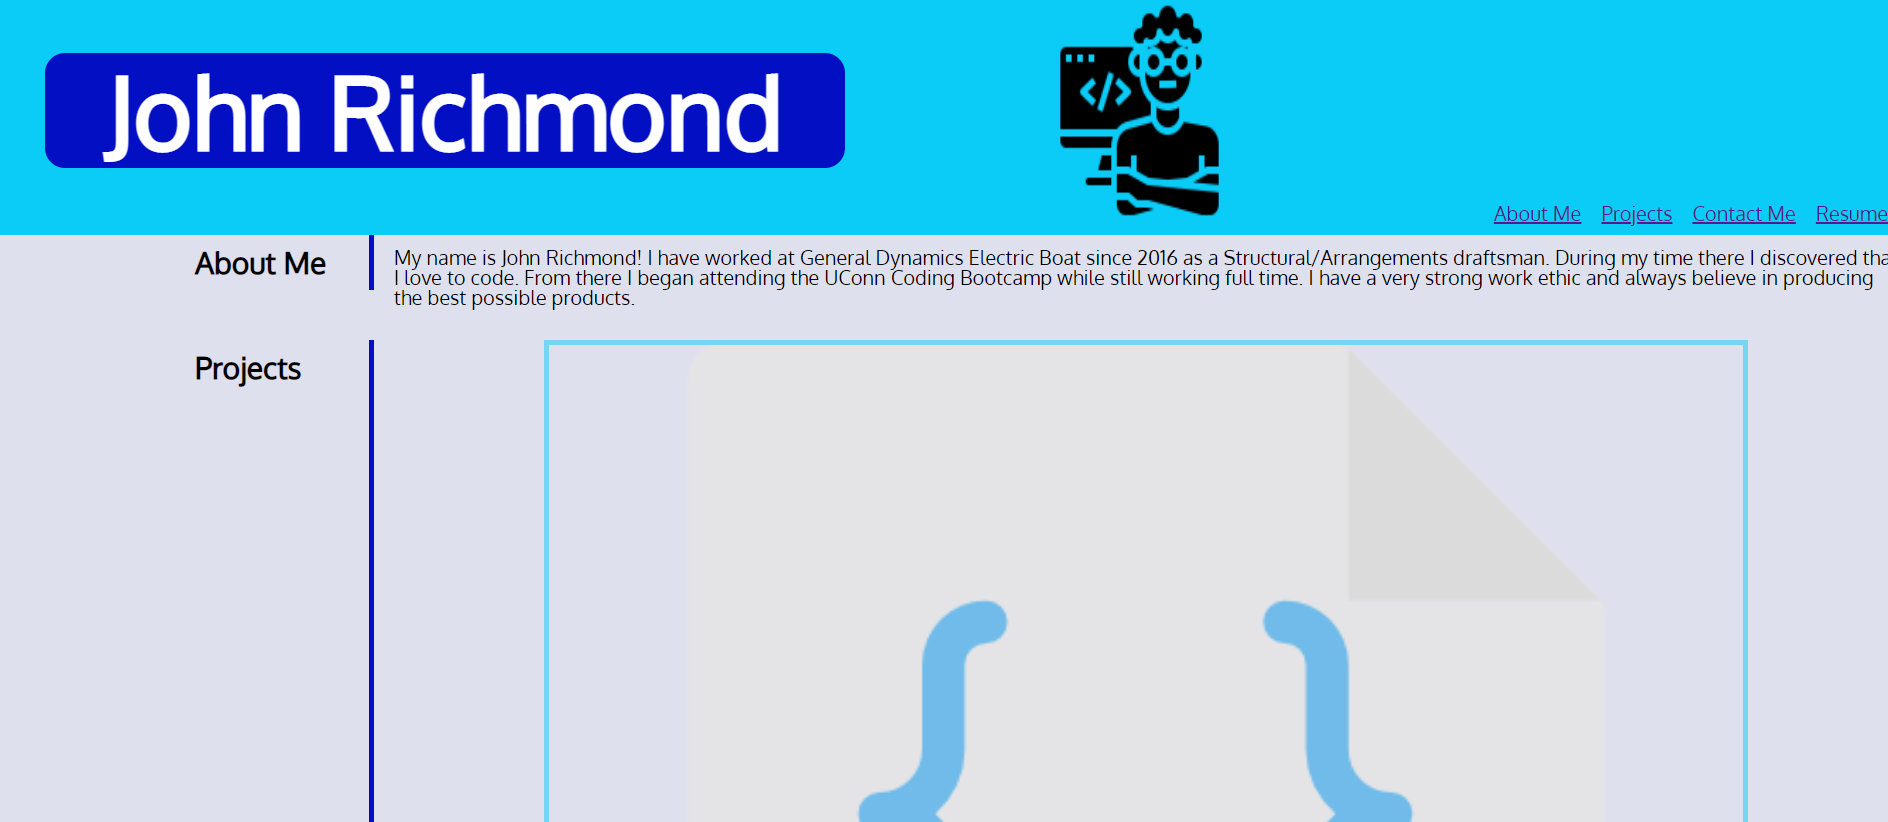 John Richmond
</>
About Me Projects Contact Me Resume
About Me
My name is John Richmond! I have worked at General Dynamics Electric Boat since 2016 as a Structural/Arrangements draftsman. During my time there I discovered tha
I love to code. From there I began attending the UConn Coding Bootcamp while still working full time. I have a very strong work ethic and always believe in producing
the best possible products.
Projects
{ }